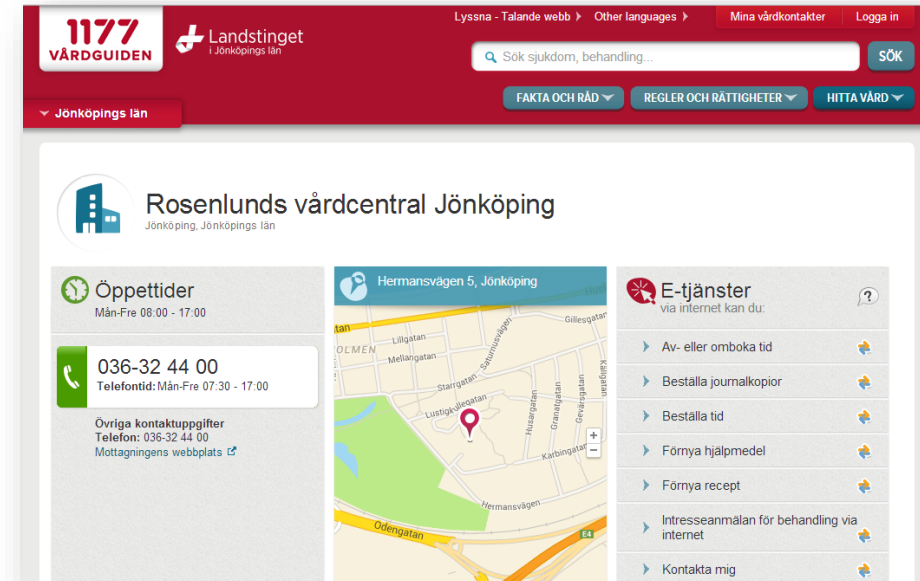 Lyssna - Talande webb
Other languages
Mina vårdkontakter
Logga in
1177
VÅRDGUIDEN
Landstinget
i Jönköpings län
Sök sjukdom, behandling...
SÖK
FAKTA OCH RÅD
REGLER OCH RÄTTIGHETER
HITTA VÅRD
Jönköpings län
Rosenlunds vårdcentral Jönköping
Jönköping, Jönköpings län
Öppettider
Mån-Fre 08:00 - 17:00
036-32 44 00
Telefontid: Mån-Fre 07:30 - 17:00
Övriga kontaktuppgifter
Telefon: 036-32 44 00
Mottagningens webbplats
Hermansvägen 5, Jönköping
Gillesgatan
Lillgatan
OLMEN
Mellangatan
Saturnusvägen
Starrgatan
Karlgatan
Husargatan
Granatgatan
Gevärsgatan
Karbingatan
+
−
Hermansvägen
Odengatan
E4
E-tjänster
via internet kan du:
?
Av- eller omboka tid
Beställa journalkopior
Beställa tid
Förnya hjälpmedel
Förnya recept
Intresseanmälan för behandling via
internet
Kontakta mig